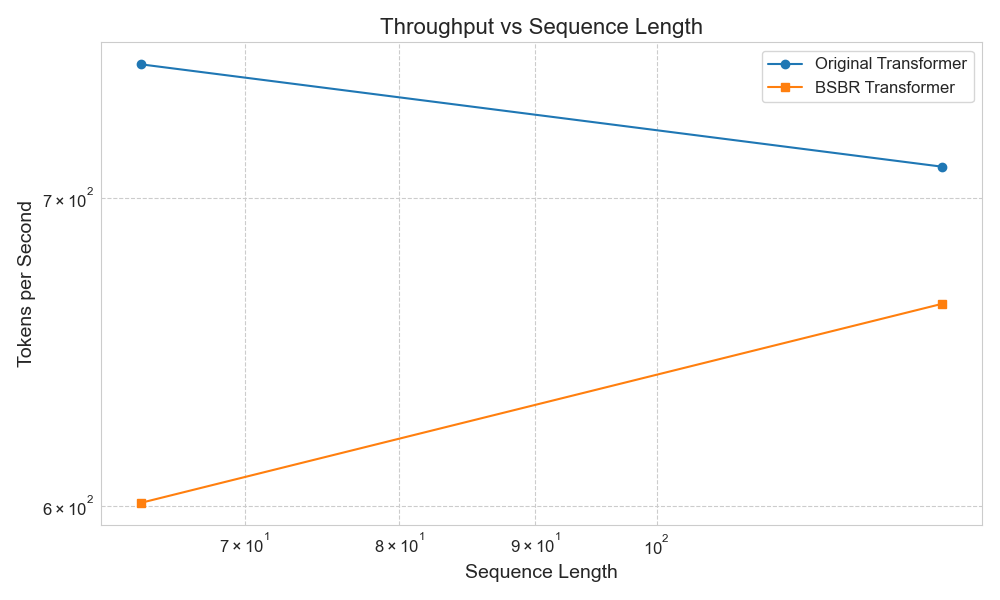 Throughput vs Sequence Length
Original Transformer
BSBR Transformer
Tokens per Second
7 × 10²
6 × 10²
7 × 10¹
8 × 10¹
9 × 10¹
10²
Sequence Length